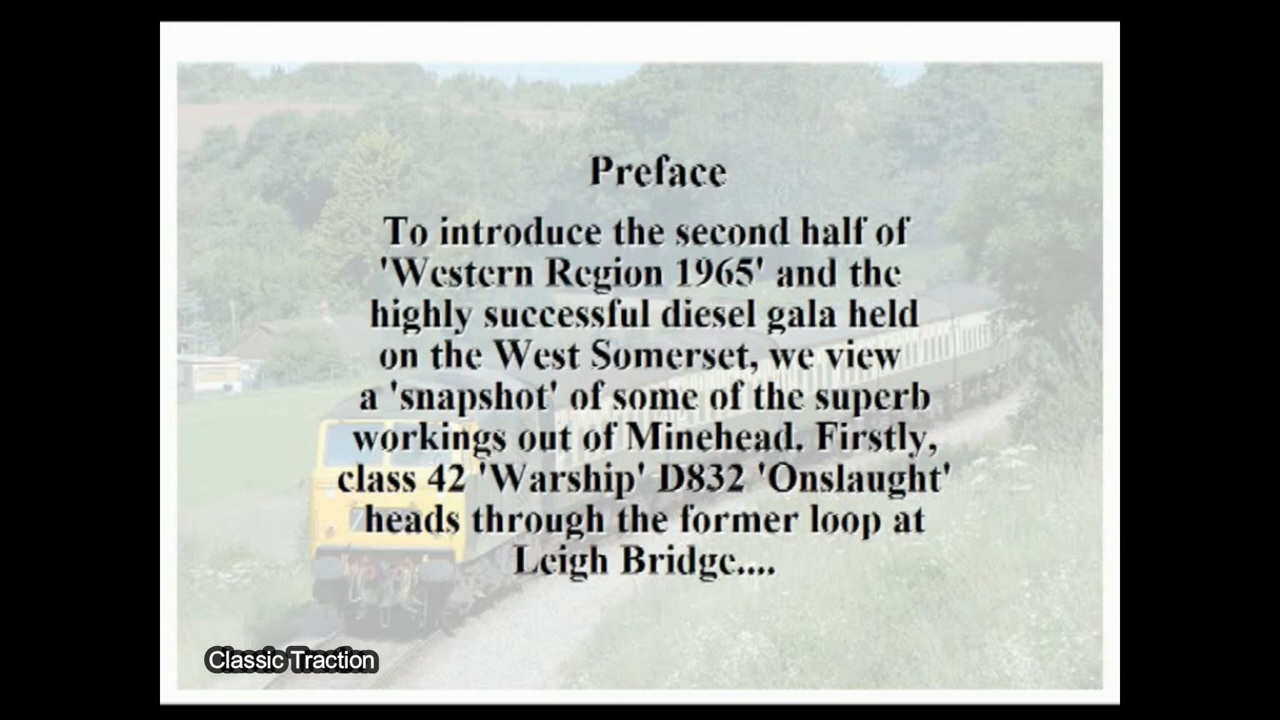 Preface
To introduce the second half of
'Western Region 1965' and the
highly successful diesel gala held
on the West Somerset, we view
a 'snapshot' of some of the superb
workings out of Minehead. Firstly,
class 42 'Warship' D832 'Onslaught'
heads through the former loop at
Leigh Bridge....
Classic Traction